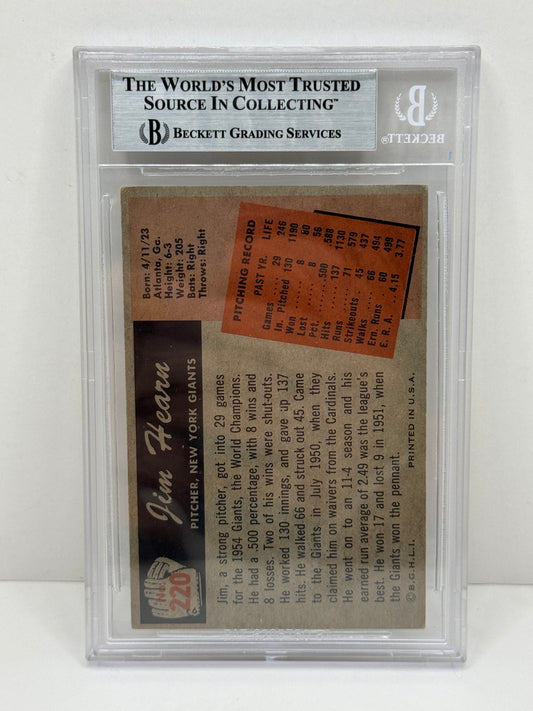 THE WORLD'S MOST TRUSTED
SOURCE IN COLLECTING™
B BECKETT GRADING SERVICES
B
BECKETT
No. 220
Jim Hearn
PITCHER, NEW YORK GIANTS
Born: 4/11/23
Atlanta, Ga.
Height: 6-3
Weight: 205
Bats: Right
Throws: Right
PITCHING RECORD
PAST YR. LIFE
Games 29 246
In. Pitched 130 1190
Won 8 80
Lost 8 56
Pct. .500 .588
Hits 137 1130
Runs 71 579
Strikeouts 45 437
Walks 66 494
Ern. Runs 60 499
E. R. A. 4.15 3.77
Jim, a strong pitcher, got into 29 games
for the 1954 Giants, the World Champions.
He had a .500 percentage, with 8 wins and
8 losses. Two of his wins were shut-outs.
He worked 130 innings, and gave up 137
hits. He walked 66 and struck out 45. Came
to the Giants in July 1950, when they
claimed him on waivers from the Cardinals.
He went on to an 11-4 season and his
earned run average of 2.49 was the league's
best. He won 17 and lost 9 in 1951, when
the Giants won the pennant.
© B.G.H.L.I. PRINTED IN U.S.A.